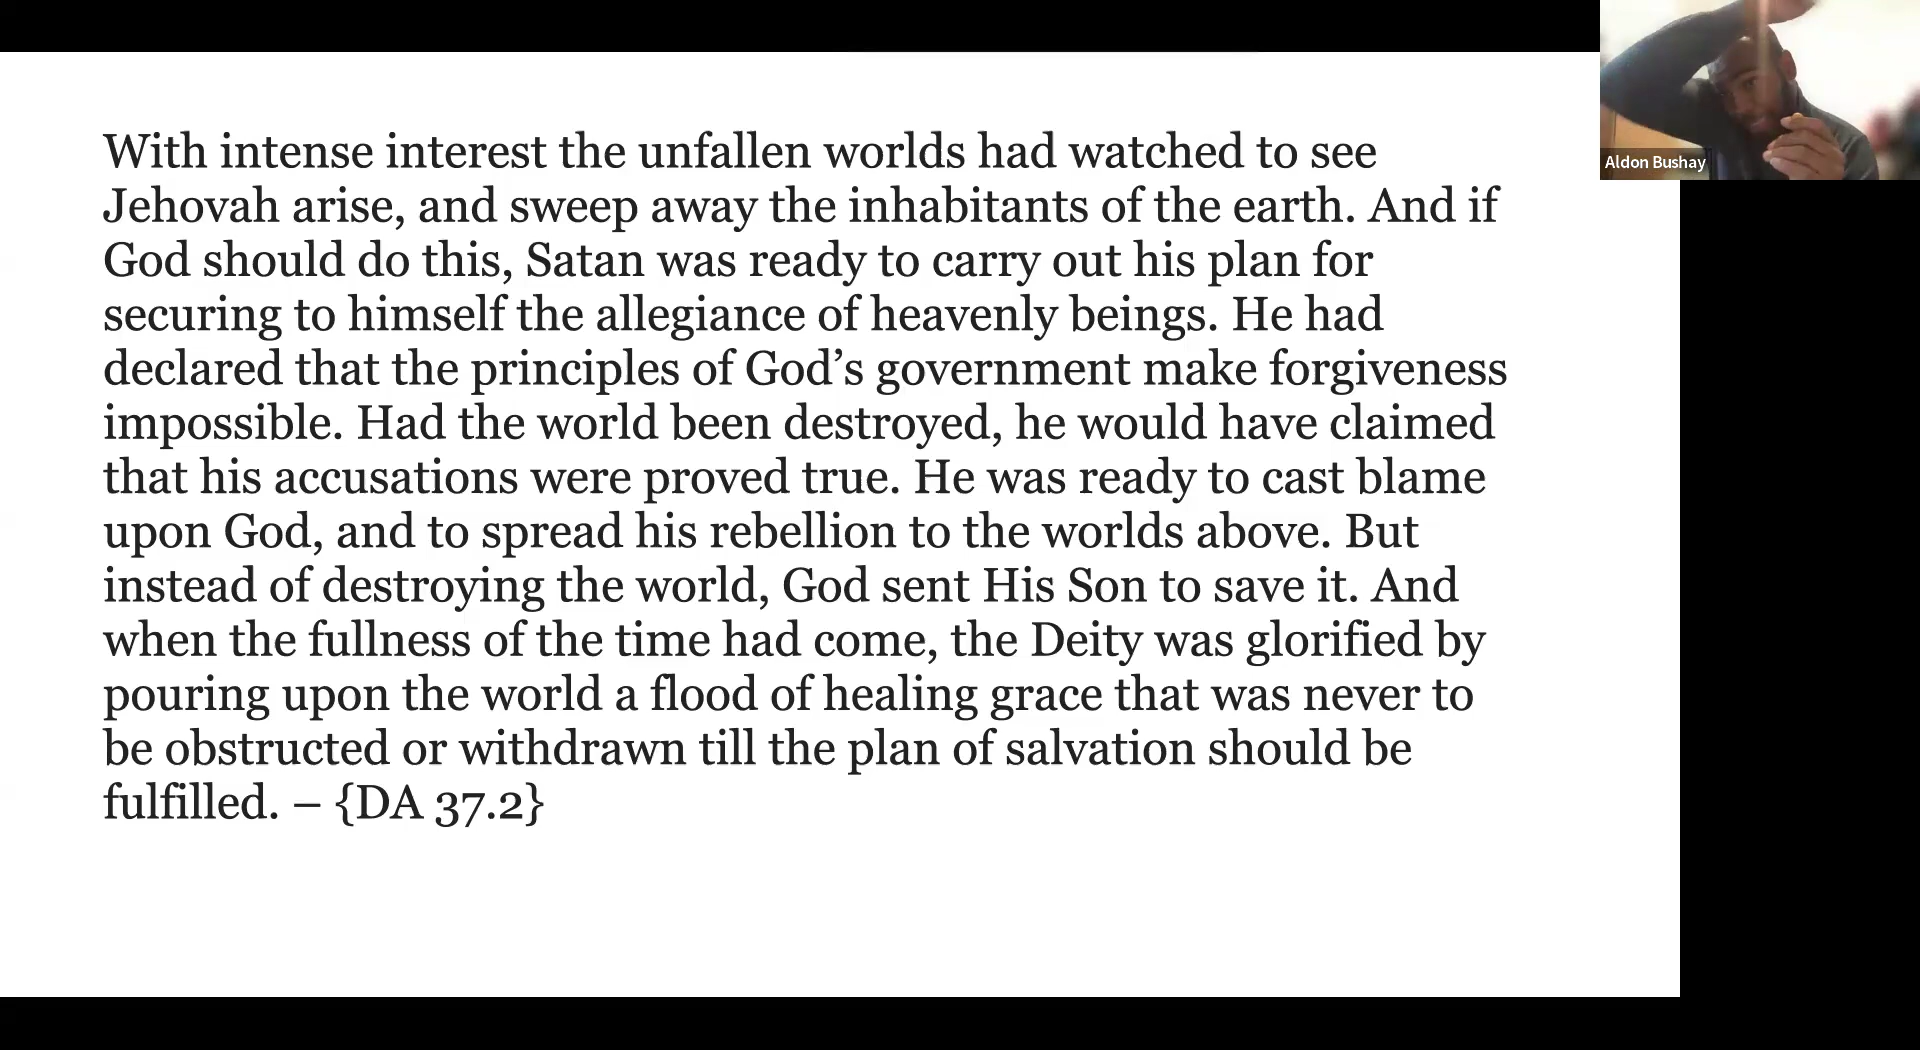 With intense interest the unfallen worlds had watched to see
Jehovah arise, and sweep away the inhabitants of the earth. And if
God should do this, Satan was ready to carry out his plan for
securing to himself the allegiance of heavenly beings. He had
declared that the principles of God’s government make forgiveness
impossible. Had the world been destroyed, he would have claimed
that his accusations were proved true. He was ready to cast blame
upon God, and to spread his rebellion to the worlds above. But
instead of destroying the world, God sent His Son to save it. And
when the fullness of the time had come, the Deity was glorified by
pouring upon the world a flood of healing grace that was never to
be obstructed or withdrawn till the plan of salvation should be
fulfilled. – {DA 37.2}
Aldon Bushay